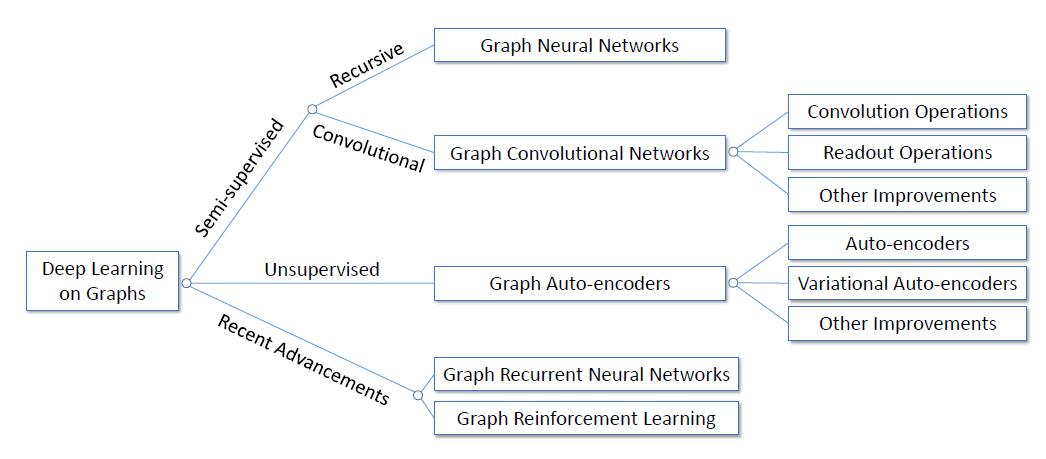 Recursive
Graph Neural Networks
Convolutional
Graph Convolutional Networks
Convolution Operations
Readout Operations
Other Improvements
Semi-supervised
Deep Learning
on Graphs
Unsupervised
Graph Auto-encoders
Auto-encoders
Variational Auto-encoders
Other Improvements
Recent Advancements
Graph Recurrent Neural Networks
Graph Reinforcement Learning